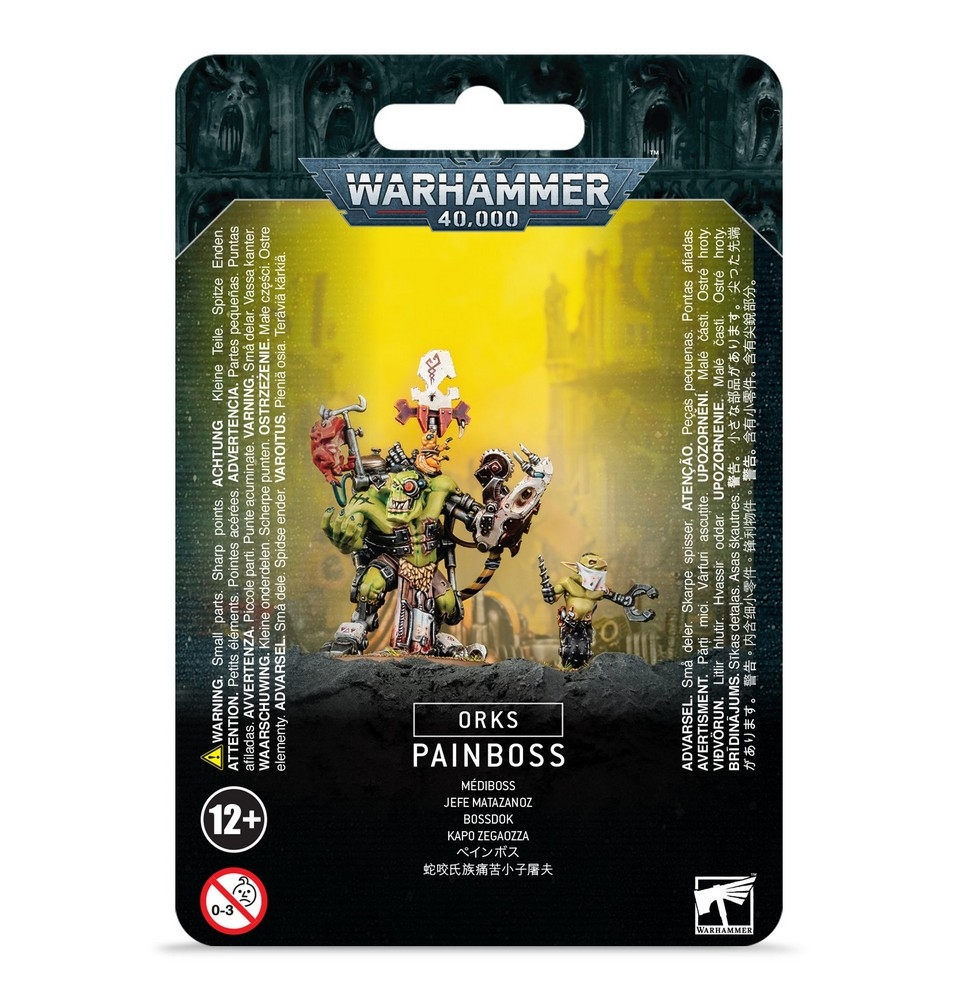 WARHAMMER
40,000
™
⚠WARNING. Small parts. Sharp points. ACHTUNG Kleine Teile. Spitze Enden.
ATTENTION. Petits éléments. Pointes acérées. ADVERTENCIA. Partes pequeñas. Puntas
afiladas. AVVERTENZA. Piccole parti. Punte acuminate. VARNING. Små delar. Vassa kanter.
WAARSCHUWING. Kleine onderdelen. Scherpe punten. OSTRZEŻENIE. Małe części. Ostre
elementy. ADVARSEL. Små dele. Spidse ender. VAROITUS. Pieniä osia. Teräviä kärkiä.
ADVARSEL. Små deler. Skarpe spisser. ATENÇÃO. Peças pequenas. Pontas afiadas.
AVERTISMENT. Părți mici. Vârfuri ascuțite. UPOZORNĚNÍ. Malé části. Ostré hroty.
VIÐVÖRUN. Litlir hlutir. Hvassir oddar. UPOZORNENIE. Malé časti. Ostré hroty.
BRĪDINĀJUMS. Sīkas detaļas. Asas šķautnes. 警告。 小さな部品があります。 尖った先端
があります。 警告。内含细小零件。锋利物件。 警告。含有小零件。含有尖銳部分。
ORKS
PAINBOSS
MÉDIBOSS
JEFE MATAZANOZ
BOSSDOK
KAPO ZEGAOZZA
ペインボス
蛇咬氏族痛苦小子屠夫
12+
0-3
WARHAMMER
™